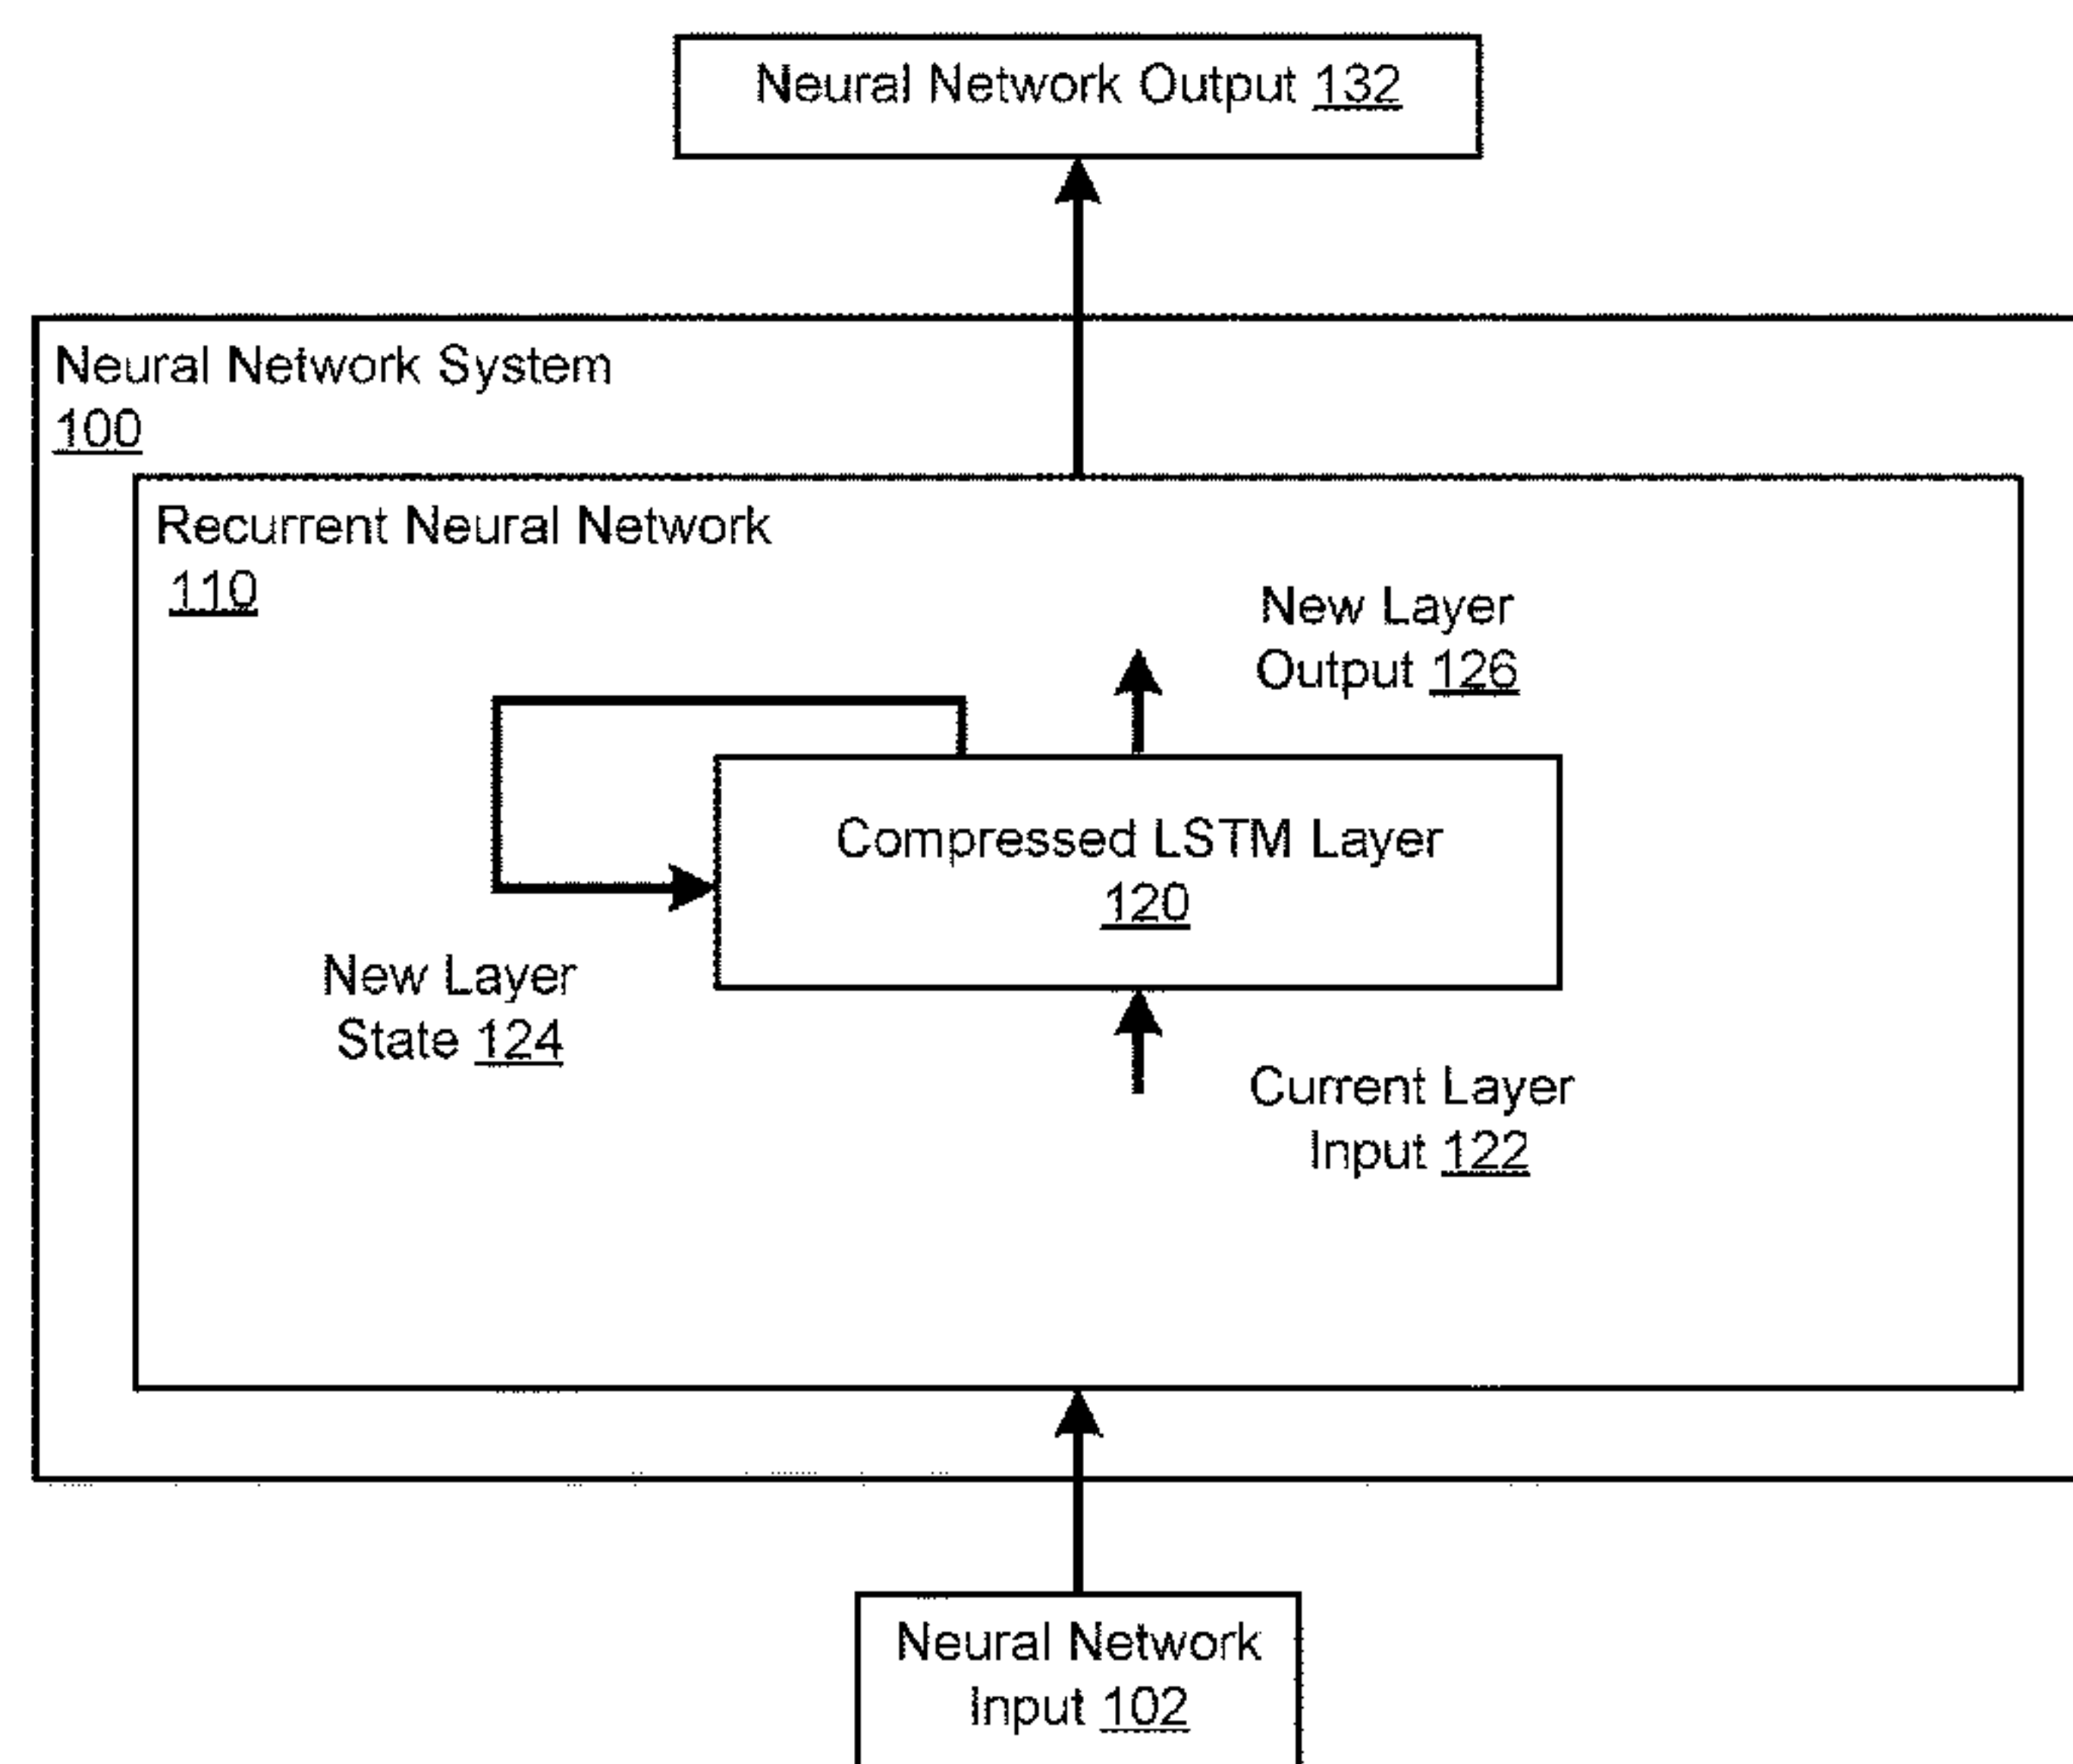 Neural Network Output 132
Neural Network System
100
Recurrent Neural Network
110
New Layer
Output 126
Compressed LSTM Layer
120
New Layer
State 124
Current Layer
Input 122
Neural Network
Input 102